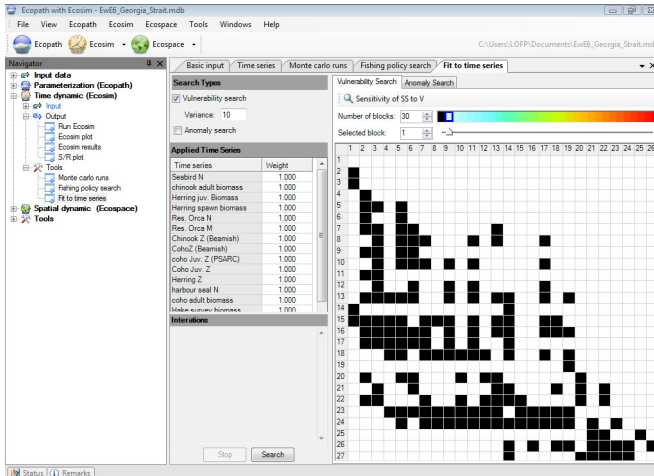 Ecopath with Ecosim - EwE6_Georgia_Strait.mdb
File View Ecopath Ecosim Ecospace Tools Windows Help
Ecopath Ecosim Ecospace C:\Users\LOFP\Documents\EwE6_Georgia_Strait.md
Navigator
Input data
Parameterization (Ecopath)
Time dynamic (Ecosim)
Input
Output
Run Ecosim
Ecosim plot
Ecosim results
S/R plot
Tools
Monte carlo runs
Fishing policy search
Fit to time series
Spatial dynamic (Ecospace)
Tools
Basic input Time series Monte carlo runs Fishing policy search Fit to time series
Search Types
Vulnerability search
Variance: 10
Anomaly search
Applied Time Series
Time series Weight
Seabird N 1.000
chinook adult biomass 1.000
Herring juv. Biomass 1.000
Herring spawn biomass 1.000
Res. Orca N 1.000
Res. Orca M 1.000
Chinook Z (Beamish) 1.000
CohoZ (Beamish) 1.000
coho Juv. Z (PSARC) 1.000
Coho Juv. Z 1.000
Herring Z 1.000
harbour seal N 1.000
coho adult biomass 1.000
Hake survey biomass 1.000
Interations
Stop Search
Vulnerability Search Anomaly Search
Sensitivity of SS to V
Number of blocks: 30
Selected block: 1
1 2 3 4 5 6 7 8 9 10 11 12 13 14 15 16 17 18 19 20 21 22 23 24 25 26
1
2
3
4
5
6
7
8
9
10
11
12
13
14
15
16
17
18
19
20
21
22
23
24
25
26
27
Status Remarks